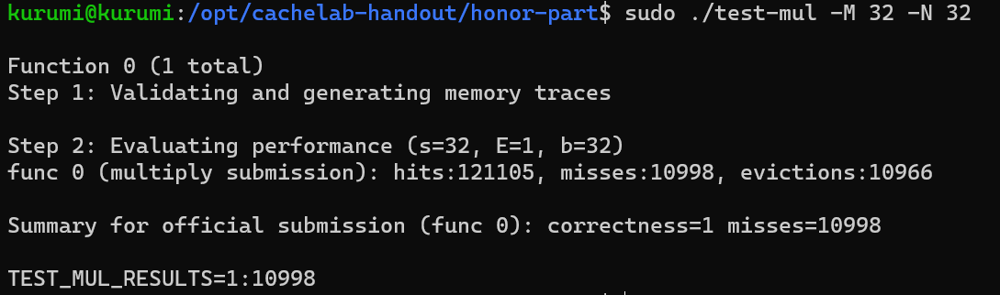 kurumi@kurumi:/opt/cachelab-handout/honor-part$ sudo ./test-mul -M 32 -N 32
Function 0 (1 total)
Step 1: Validating and generating memory traces
Step 2: Evaluating performance (s=32, E=1, b=32)
func 0 (multiply submission): hits:121105, misses:10998, evictions:10966
Summary for official submission (func 0): correctness=1 misses=10998
TEST_MUL_RESULTS=1:10998